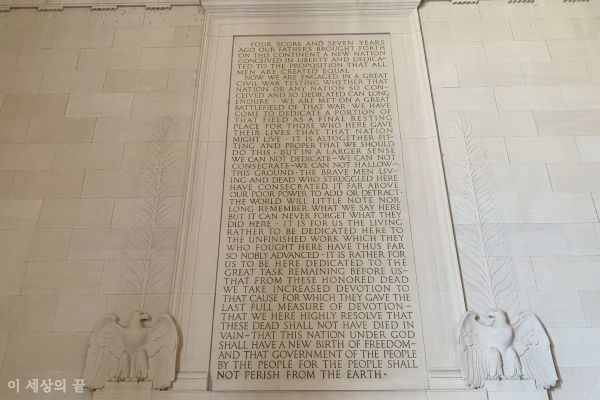 FOUR SCORE AND SEVEN YEARS
AGO OUR FATHERS BROUGHT FORTH
ON THIS CONTINENT A NEW NATION
CONCEIVED IN LIBERTY AND DEDICA-
TED TO THE PROPOSITION THAT ALL
MEN ARE CREATED EQUAL ·
NOW WE ARE ENGAGED IN A GREAT
CIVIL WAR TESTING WHETHER THAT
NATION OR ANY NATION SO CON-
CEIVED AND SO DEDICATED CAN LONG
ENDURE · WE ARE MET ON A GREAT
BATTLEFIELD OF THAT WAR · WE HAVE
COME TO DEDICATE A PORTION OF
THAT FIELD AS A FINAL RESTING
PLACE FOR THOSE WHO HERE GAVE
THEIR LIVES THAT THAT NATION
MIGHT LIVE · IT IS ALTOGETHER FIT-
TING AND PROPER THAT WE SHOULD
DO THIS · BUT IN A LARGER SENSE
WE CAN NOT DEDICATE–WE CAN NOT
CONSECRATE–WE CAN NOT HALLOW–
THIS GROUND · THE BRAVE MEN LIV-
ING AND DEAD WHO STRUGGLED HERE
HAVE CONSECRATED IT FAR ABOVE
OUR POOR POWER TO ADD OR DETRACT ·
THE WORLD WILL LITTLE NOTE NOR
LONG REMEMBER WHAT WE SAY HERE
BUT IT CAN NEVER FORGET WHAT THEY
DID HERE · IT IS FOR US THE LIVING
RATHER TO BE DEDICATED HERE TO
THE UNFINISHED WORK WHICH THEY
WHO FOUGHT HERE HAVE THUS FAR
SO NOBLY ADVANCED · IT IS RATHER FOR
US TO BE HERE DEDICATED TO THE
GREAT TASK REMAINING BEFORE US–
THAT FROM THESE HONORED DEAD
WE TAKE INCREASED DEVOTION TO
THAT CAUSE FOR WHICH THEY GAVE THE
LAST FULL MEASURE OF DEVOTION–
THAT WE HERE HIGHLY RESOLVE THAT
THESE DEAD SHALL NOT HAVE DIED IN
VAIN–THAT THIS NATION UNDER GOD
SHALL HAVE A NEW BIRTH OF FREEDOM–
AND THAT GOVERNMENT OF THE PEOPLE
BY THE PEOPLE FOR THE PEOPLE SHALL
NOT PERISH FROM THE EARTH ·
이 세상의 끝